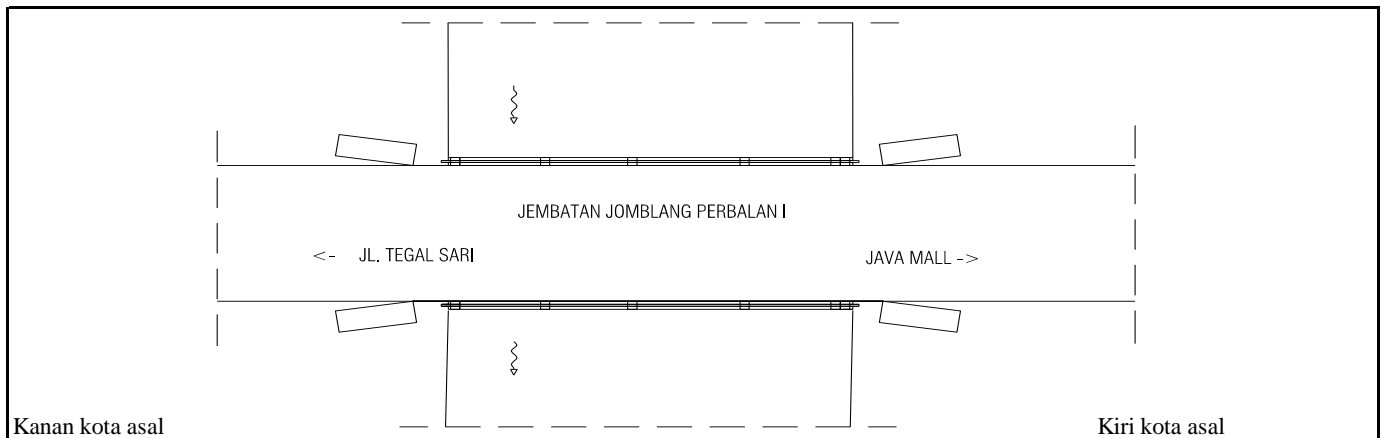 JEMBATAN JOMBLANG PERBALAN I
<- JL. TEGAL SARI
JAVA MALL ->
Kanan kota asal
Kiri kota asal